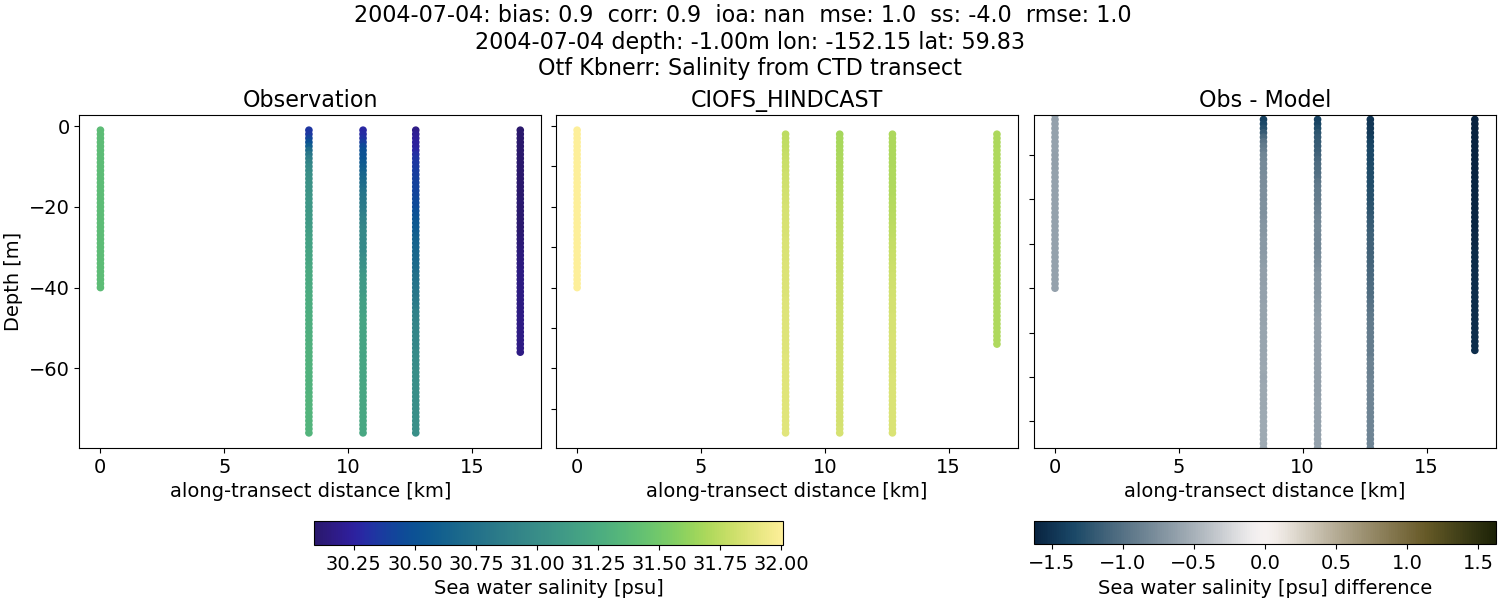 2004-07-04: bias: 0.9  corr: 0.9  ioa: nan  mse: 1.0  ss: -4.0  rmse: 1.0
2004-07-04 depth: -1.00m lon: -152.15 lat: 59.83
Otf Kbnerr: Salinity from CTD transect
Observation
CIOFS_HINDCAST
Obs - Model
Depth [m]
0
−20
−40
−60
0 5 10 15
0 5 10 15
0 5 10 15
along-transect distance [km]
along-transect distance [km]
along-transect distance [km]
30.25 30.50 30.75 31.00 31.25 31.50 31.75 32.00
Sea water salinity [psu]
−1.5 −1.0 −0.5 0.0 0.5 1.0 1.5
Sea water salinity [psu] difference